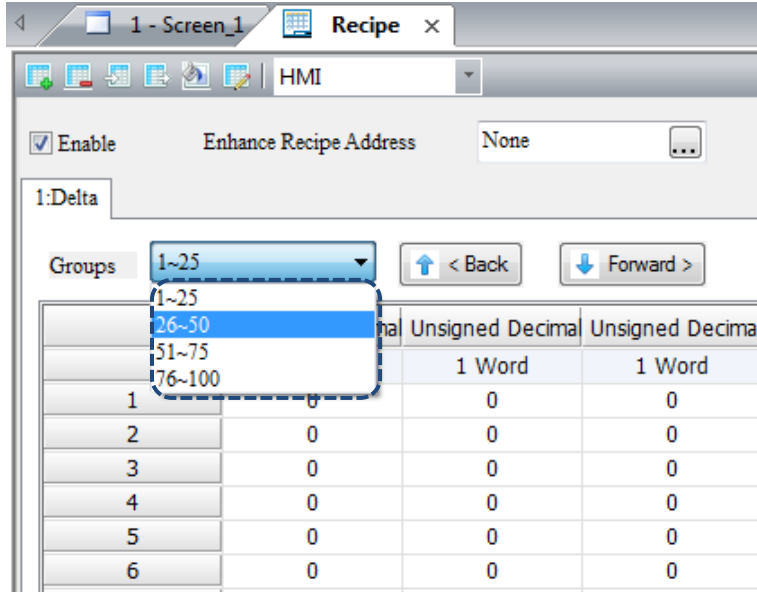 1 - Screen_1 Recipe
HMI
Enable Enhance Recipe Address None ...
1:Delta
Groups 1~25 < Back Forward >
1~25
26~50 Unsigned Decimal Unsigned Decima
51~75
76~100 1 Word 1 Word
1 0 0 0
2 0 0 0
3 0 0 0
4 0 0 0
5 0 0 0
6 0 0 0